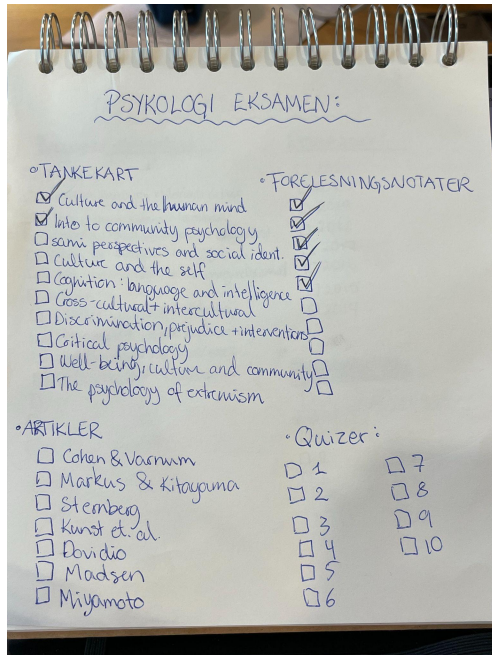 PSYKOLOGI EKSAMEN:
• TANKEKART
Culture and the human mind
Intro to community psychology
sami perspectives and social ident.
Culture and the self
Cognition: language and intelligence
Cross-cultural + intercultural
Discrimination, prejudice + interventions
Critical psychology
Well-being, culture and community
The psychology of extremism
• FORELESNINGSNOTATER
• ARTIKLER
Cohen & Varnum
Markus & Kitayama
Sternberg
Kunst et. al.
Dovidio
Madsen
Miyamoto
• Quizer:
1
2
3
4
5
6
7
8
9
10